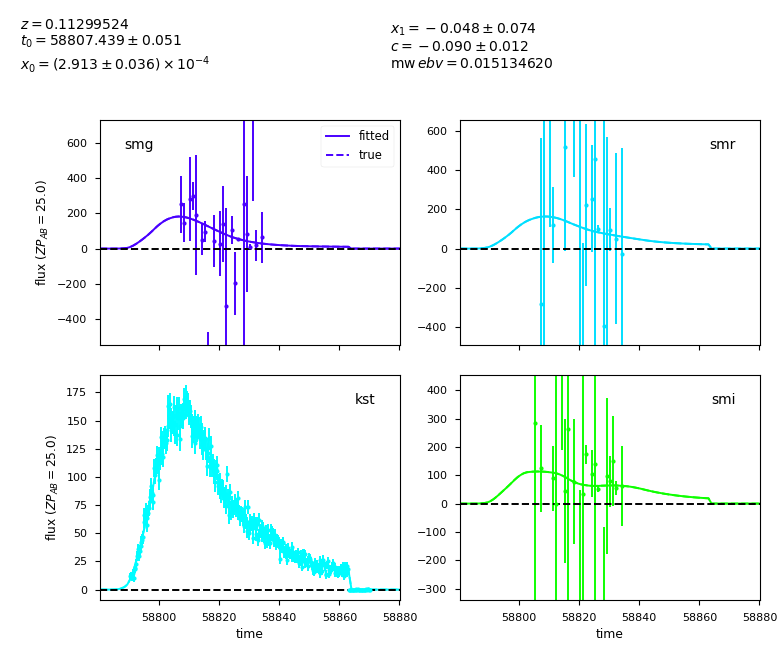 z = 0.11299524
t₀ = 58807.439 ± 0.051
x₀ = (2.913 ± 0.036) × 10⁻⁴
x₁ = −0.048 ± 0.074
c = −0.090 ± 0.012
mw ebv = 0.015134620
smg
fitted
true
600
400
200
0
−200
−400
flux (ZP_AB = 25.0)
smr
600
400
200
0
−200
−400
kst
175
150
125
100
75
50
25
0
flux (ZP_AB = 25.0)
58800 58820 58840 58860 58880
time
smi
400
300
200
100
0
−100
−200
−300
58800 58820 58840 58860 58880
time